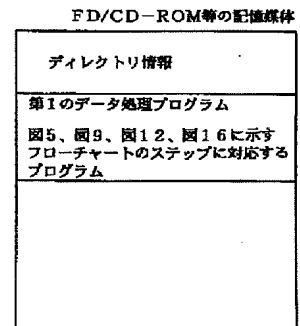 FD/CD－ROM等の記憶媒体
ディレクトリ情報
第1のデータ処理プログラム
図5、図9、図12、図16に示す
フローチャートのステップに対応する
プログラム